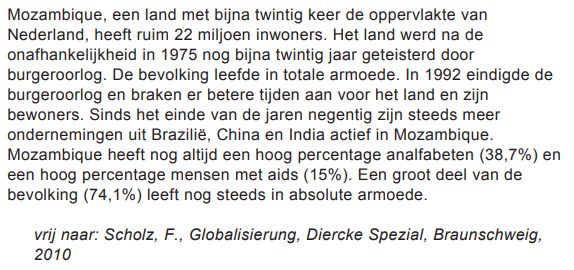 Mozambique, een land met bijna twintig keer de oppervlakte van
Nederland, heeft ruim 22 miljoen inwoners. Het land werd na de
onafhankelijkheid in 1975 nog bijna twintig jaar geteisterd door
burgeroorlog. De bevolking leefde in totale armoede. In 1992 eindigde de
burgeroorlog en braken er betere tijden aan voor het land en zijn
bewoners. Sinds het einde van de jaren negentig zijn steeds meer
ondernemingen uit Brazilië, China en India actief in Mozambique.
Mozambique heeft nog altijd een hoog percentage analfabeten (38,7%) en
een hoog percentage mensen met aids (15%). Een groot deel van de
bevolking (74,1%) leeft nog steeds in absolute armoede.
vrij naar: Scholz, F., Globalisierung, Diercke Spezial, Braunschweig,
2010